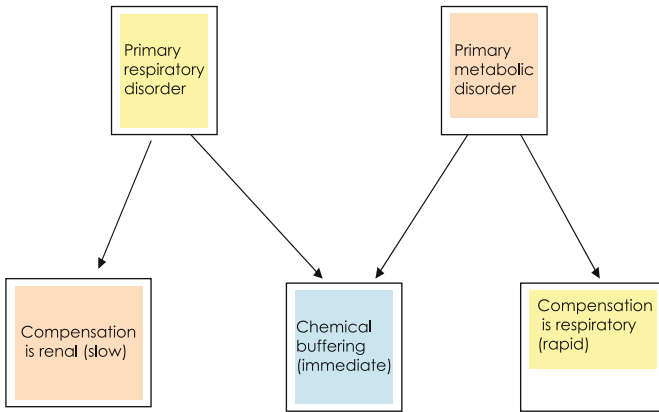 Primary
respiratory
disorder
Primary
metabolic
disorder
Compensation
is renal (slow)
Chemical
buffering
(immediate)
Compensation
is respiratory
(rapid)